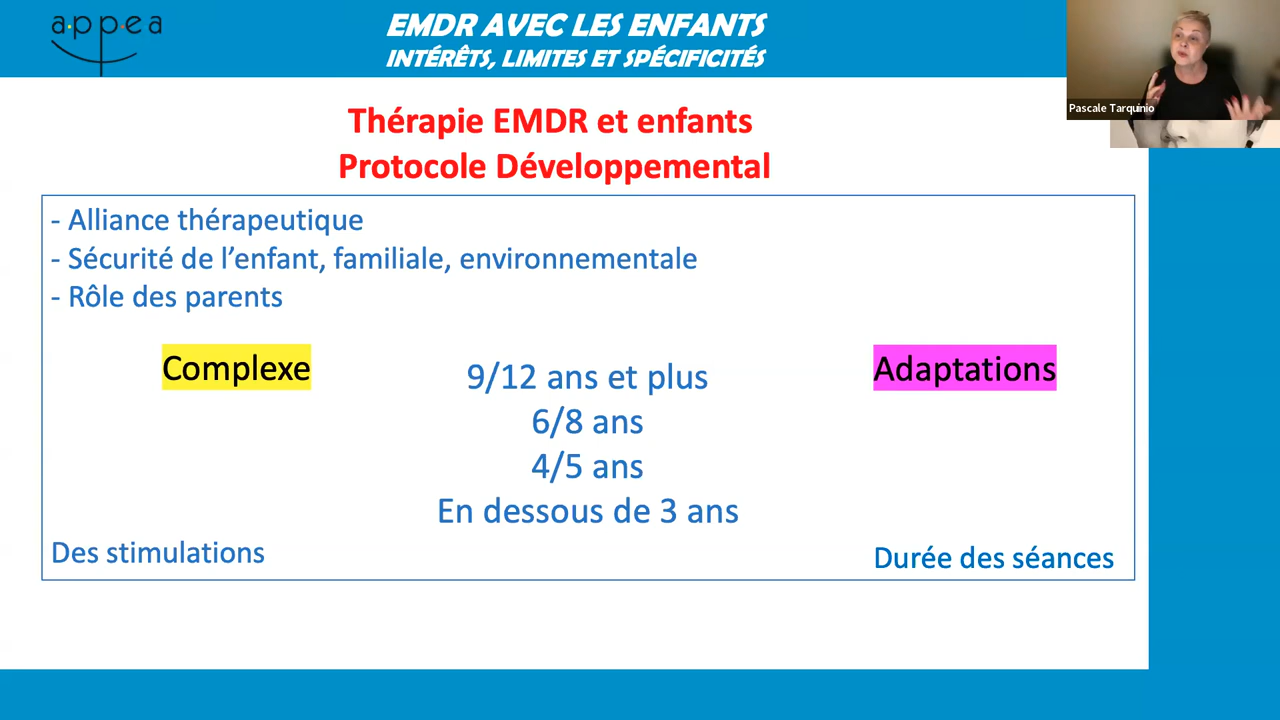 a·p·p·e·a
EMDR AVEC LES ENFANTS
INTÉRÊTS, LIMITES ET SPÉCIFICITÉS
Pascale Tarquinio
Thérapie EMDR et enfants
Protocole Développemental
- Alliance thérapeutique
- Sécurité de l’enfant, familiale, environnementale
- Rôle des parents
Complexe
9/12 ans et plus
Adaptations
6/8 ans
4/5 ans
En dessous de 3 ans
Des stimulations
Durée des séances